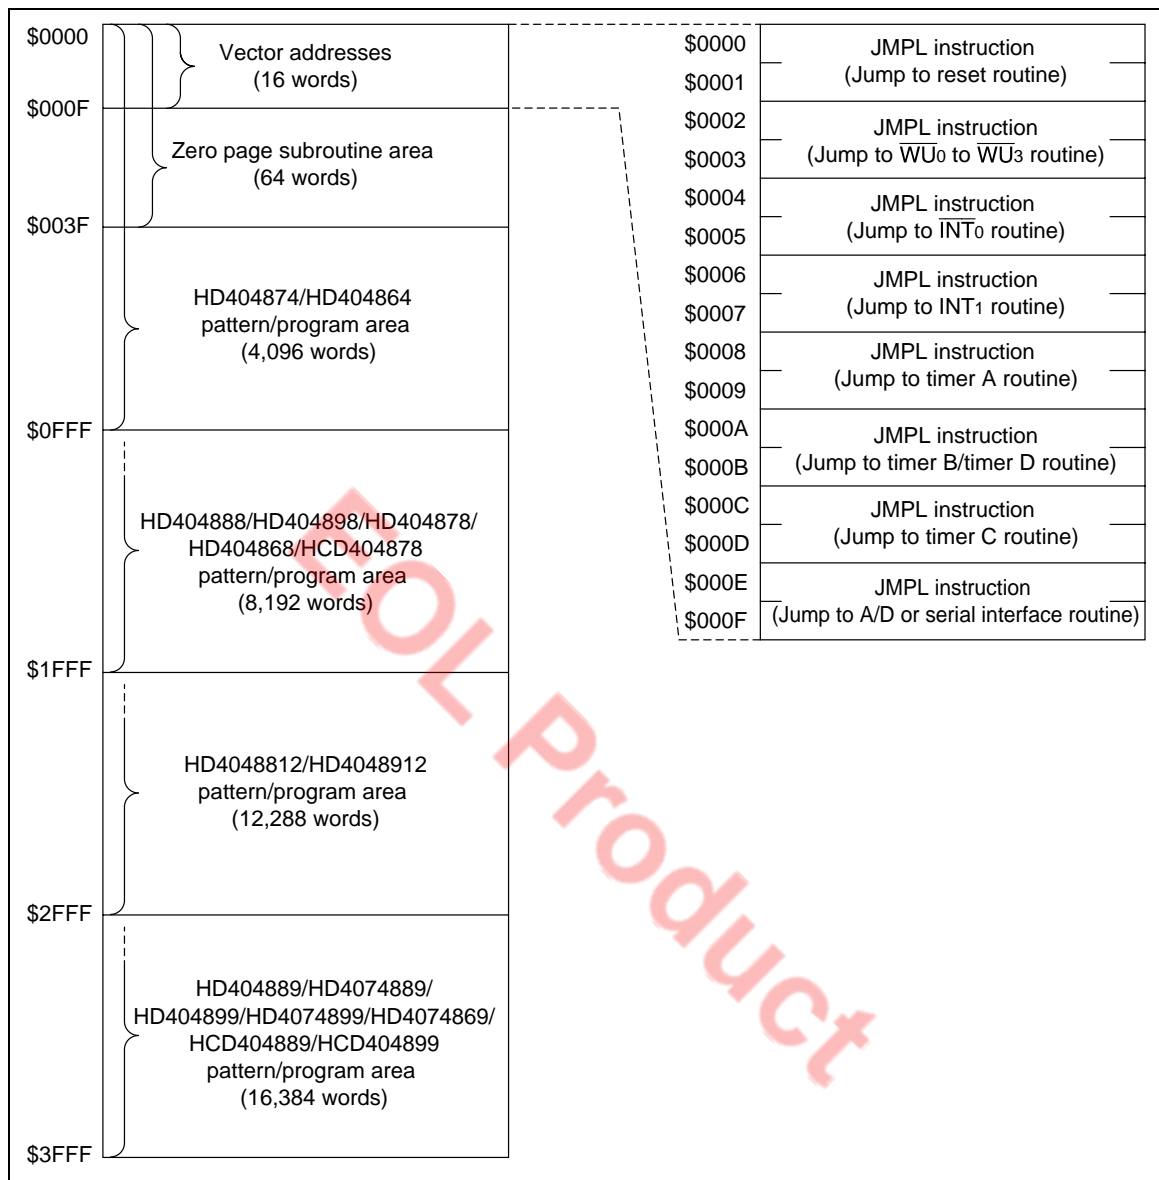 $0000
Vector addresses
(16 words)
$000F
Zero page subroutine area
(64 words)
$003F
HD404874/HD404864
pattern/program area
(4,096 words)
$0FFF
HD404888/HD404898/HD404878/
HD404868/HCD404878
pattern/program area
(8,192 words)
$1FFF
HD4048812/HD4048912
pattern/program area
(12,288 words)
$2FFF
HD404889/HD4074889/
HD404899/HD4074899/HD4074869/
HCD404889/HCD404899
pattern/program area
(16,384 words)
$3FFF
$0000
$0001
JMPL instruction
(Jump to reset routine)
$0002
$0003
JMPL instruction
(Jump to W̅U̅0 to W̅U̅3 routine)
$0004
$0005
JMPL instruction
(Jump to I̅N̅T̅0 routine)
$0006
$0007
JMPL instruction
(Jump to INT1 routine)
$0008
$0009
JMPL instruction
(Jump to timer A routine)
$000A
$000B
JMPL instruction
(Jump to timer B/timer D routine)
$000C
$000D
JMPL instruction
(Jump to timer C routine)
$000E
$000F
JMPL instruction
(Jump to A/D or serial interface routine)
EOL Product